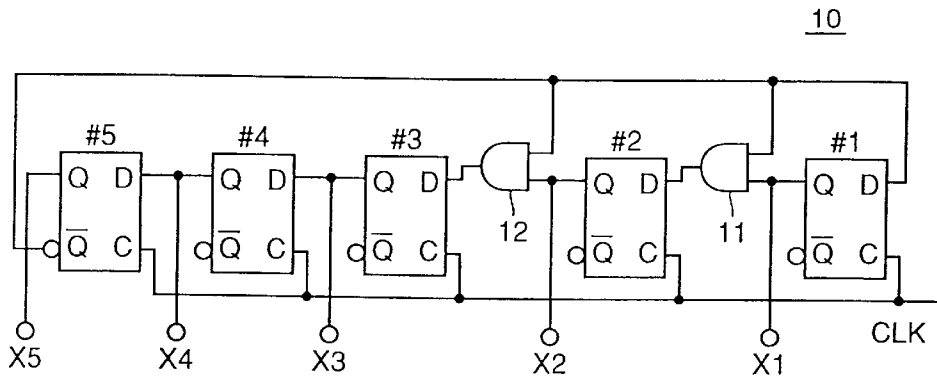 10
#5 #4 #3 #2 #1
Q D Q D Q D Q D Q D
12 11
Q̅ C Q̅ C Q̅ C Q̅ C Q̅ C
CLK
X5 X4 X3 X2 X1